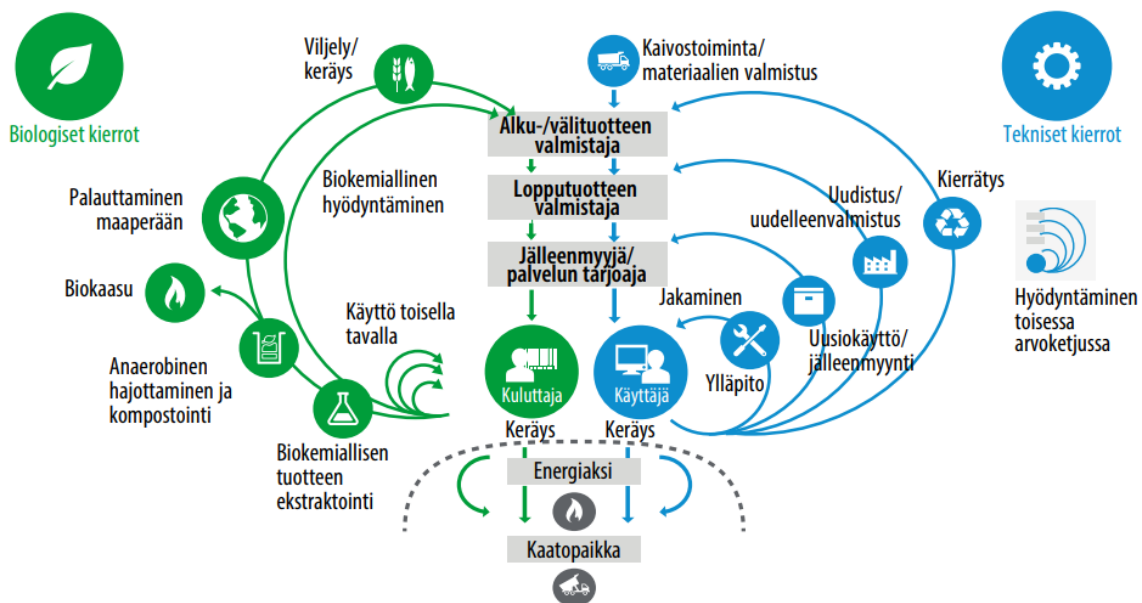 Biologiset kierrot
Viljely/
keräys
Kaivostoiminta/
materiaalien valmistus
Tekniset kierrot
Alku-/välituotteen
valmistaja
Lopputuotteen
valmistaja
Jälleenmyyjä/
palvelun tarjoaja
Palauttaminen
maaperään
Biokemiallinen
hyödyntäminen
Biokaasu
Käyttö toisella
tavalla
Anaerobinen
hajottaminen ja
kompostointi
Biokemiallisen
tuotteen
ekstraktointi
Kuluttaja
Käyttäjä
Keräys
Keräys
Jakaminen
Ylläpito
Uusiokäyttö/
jälleenmyynti
Uudistus/
uudelleenvalmistus
Kierrätys
Hyödyntäminen
toisessa
arvoketjussa
Energiaksi
Kaatopaikka